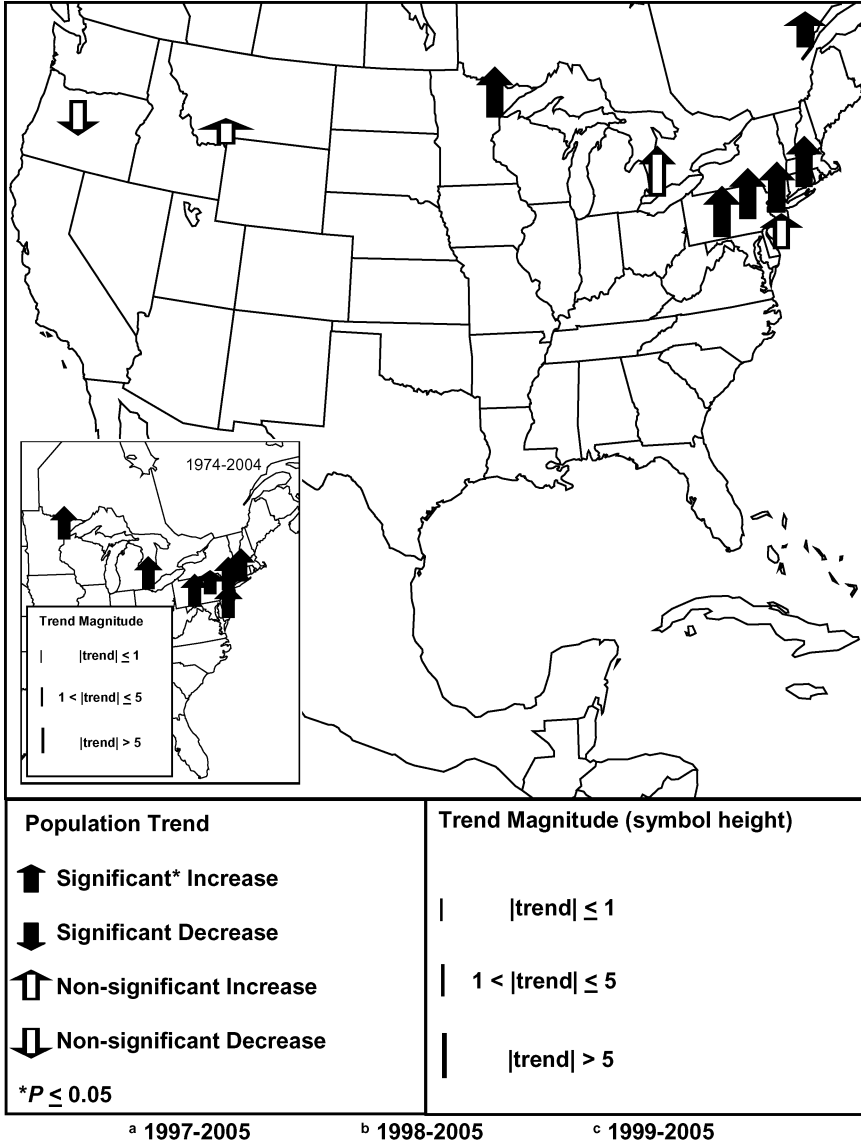 1974-2004
Trend Magnitude
|trend| ≤ 1
1 < |trend| ≤ 5
|trend| > 5
Population Trend
Significant* Increase
Significant Decrease
Non-significant Increase
Non-significant Decrease
*P ≤ 0.05
Trend Magnitude (symbol height)
|trend| ≤ 1
1 < |trend| ≤ 5
|trend| > 5
a 1997-2005 b 1998-2005 c 1999-2005